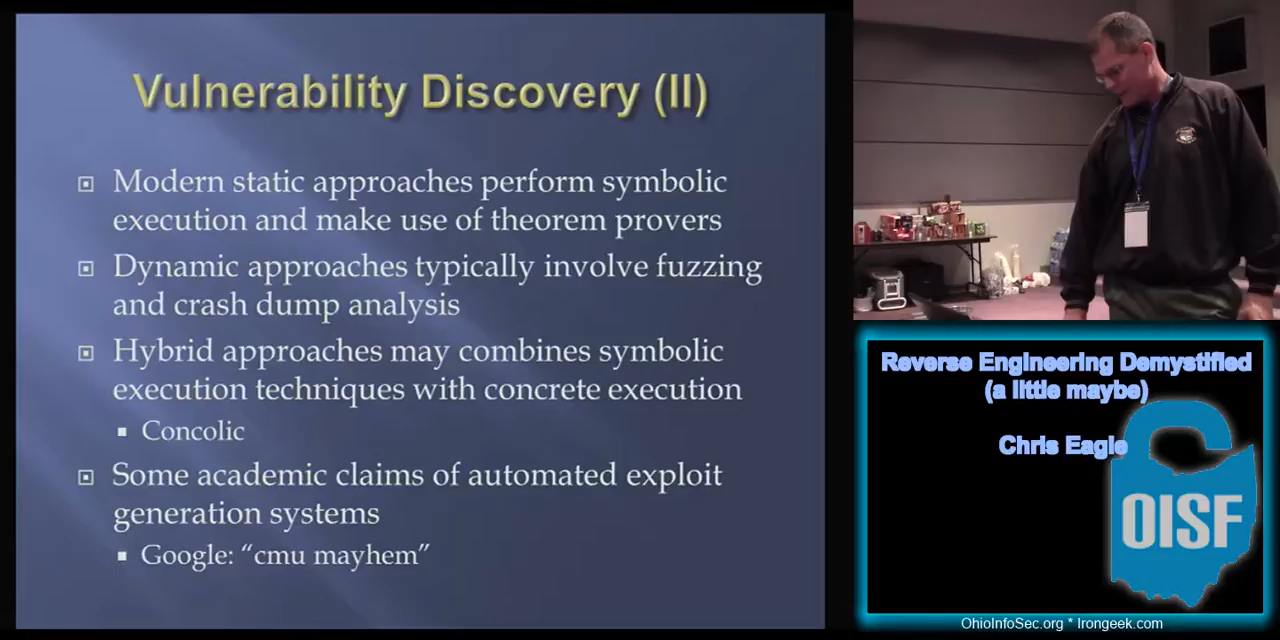 Vulnerability Discovery (II)
Modern static approaches perform symbolic
execution and make use of theorem provers
Dynamic approaches typically involve fuzzing
and crash dump analysis
Hybrid approaches may combines symbolic
execution techniques with concrete execution
Concolic
Some academic claims of automated exploit
generation systems
Google: “cmu mayhem”
Reverse Engineering Demystified
(a little maybe)
Chris Eagle
OISF
OhioInfoSec.org * Irongeek.com